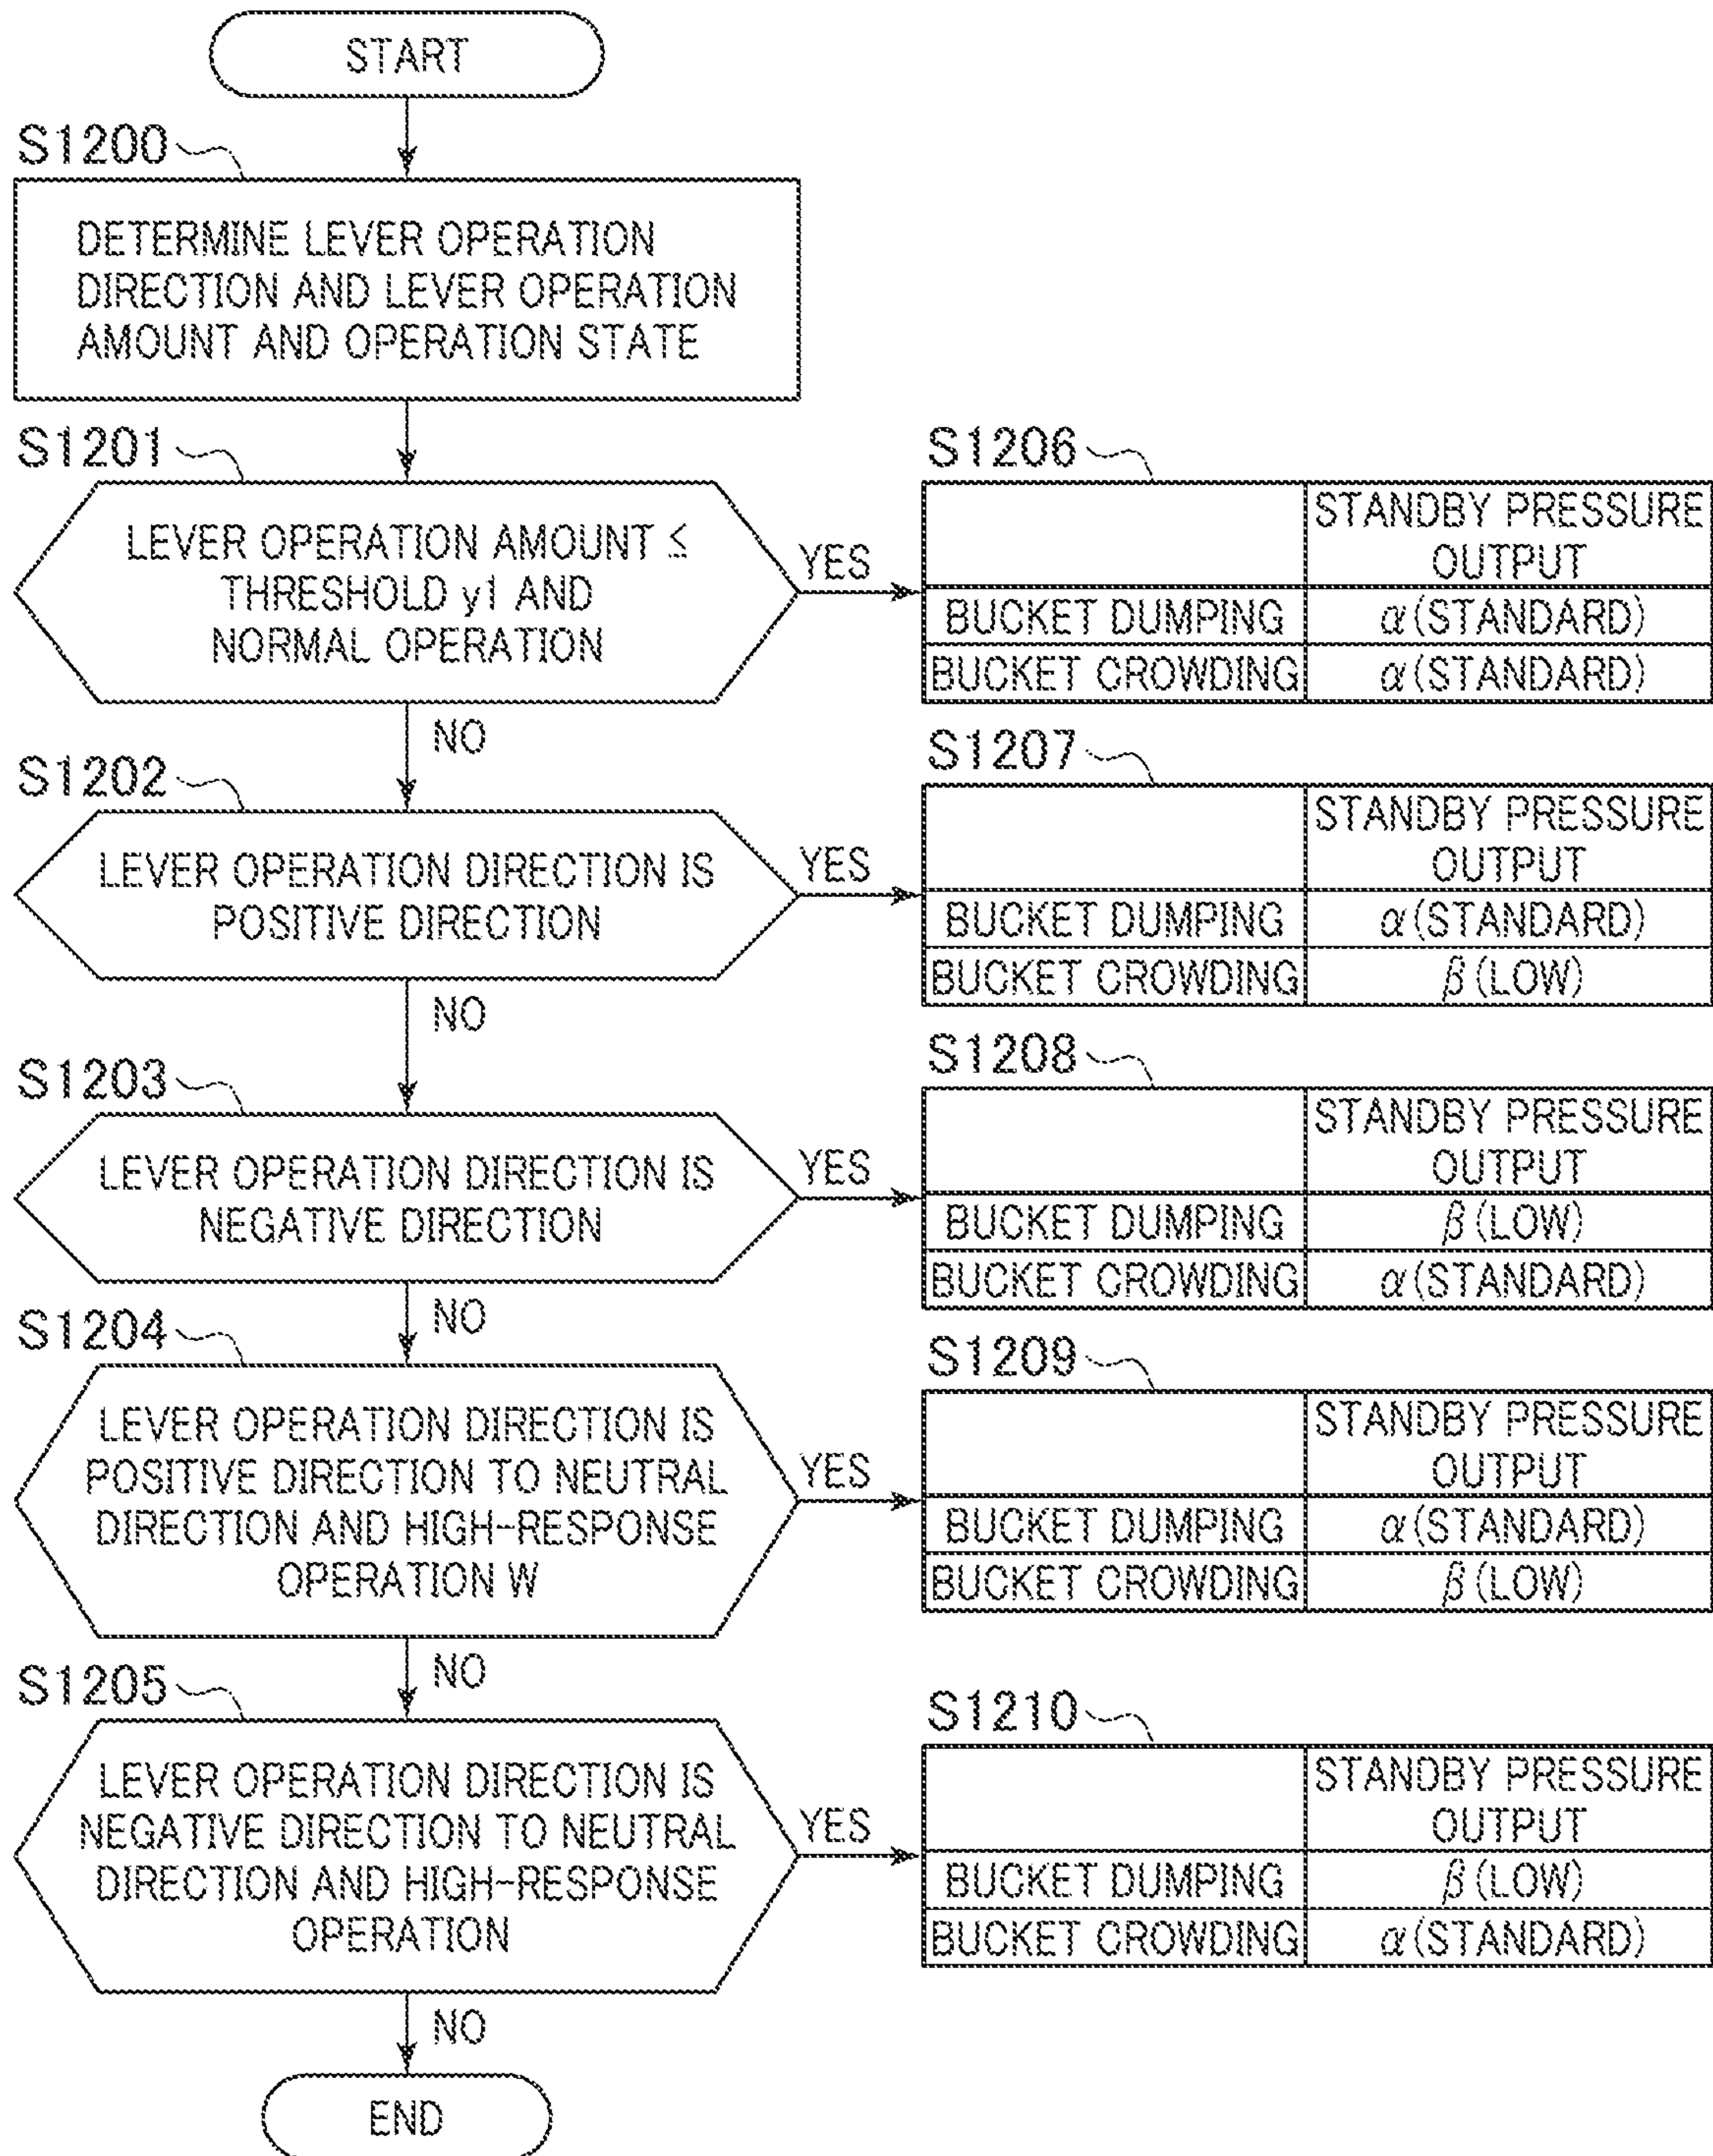 START
S1200
DETERMINE LEVER OPERATION
DIRECTION AND LEVER OPERATION
AMOUNT AND OPERATION STATE
S1201
LEVER OPERATION AMOUNT ≤
THRESHOLD y1 AND
NORMAL OPERATION
YES
NO
S1206
STANDBY PRESSURE
OUTPUT
BUCKET DUMPING α(STANDARD)
BUCKET CROWDING α(STANDARD)
S1202
LEVER OPERATION DIRECTION IS
POSITIVE DIRECTION
YES
NO
S1207
STANDBY PRESSURE
OUTPUT
BUCKET DUMPING α(STANDARD)
BUCKET CROWDING β(LOW)
S1203
LEVER OPERATION DIRECTION IS
NEGATIVE DIRECTION
YES
NO
S1208
STANDBY PRESSURE
OUTPUT
BUCKET DUMPING β(LOW)
BUCKET CROWDING α(STANDARD)
S1204
LEVER OPERATION DIRECTION IS
POSITIVE DIRECTION TO NEUTRAL
DIRECTION AND HIGH-RESPONSE
OPERATION W
YES
NO
S1209
STANDBY PRESSURE
OUTPUT
BUCKET DUMPING α(STANDARD)
BUCKET CROWDING β(LOW)
S1205
LEVER OPERATION DIRECTION IS
NEGATIVE DIRECTION TO NEUTRAL
DIRECTION AND HIGH-RESPONSE
OPERATION
YES
NO
S1210
STANDBY PRESSURE
OUTPUT
BUCKET DUMPING β(LOW)
BUCKET CROWDING α(STANDARD)
END